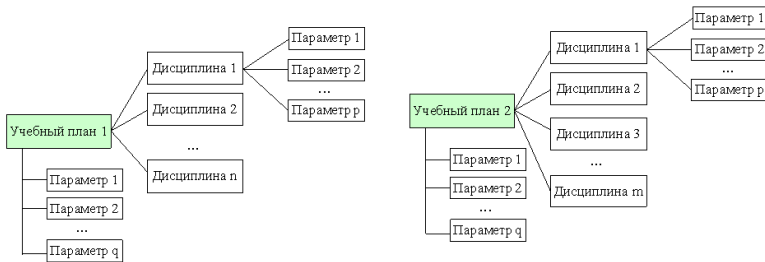 Учебный план 1
Дисциплина 1
Параметр 1
Параметр 2
...
Параметр p
Дисциплина 2
...
Дисциплина n
Параметр 1
Параметр 2
...
Параметр q
Учебный план 2
Дисциплина 1
Параметр 1
Параметр 2
...
Параметр p
Дисциплина 2
Дисциплина 3
...
Дисциплина m
Параметр 1
Параметр 2
...
Параметр q